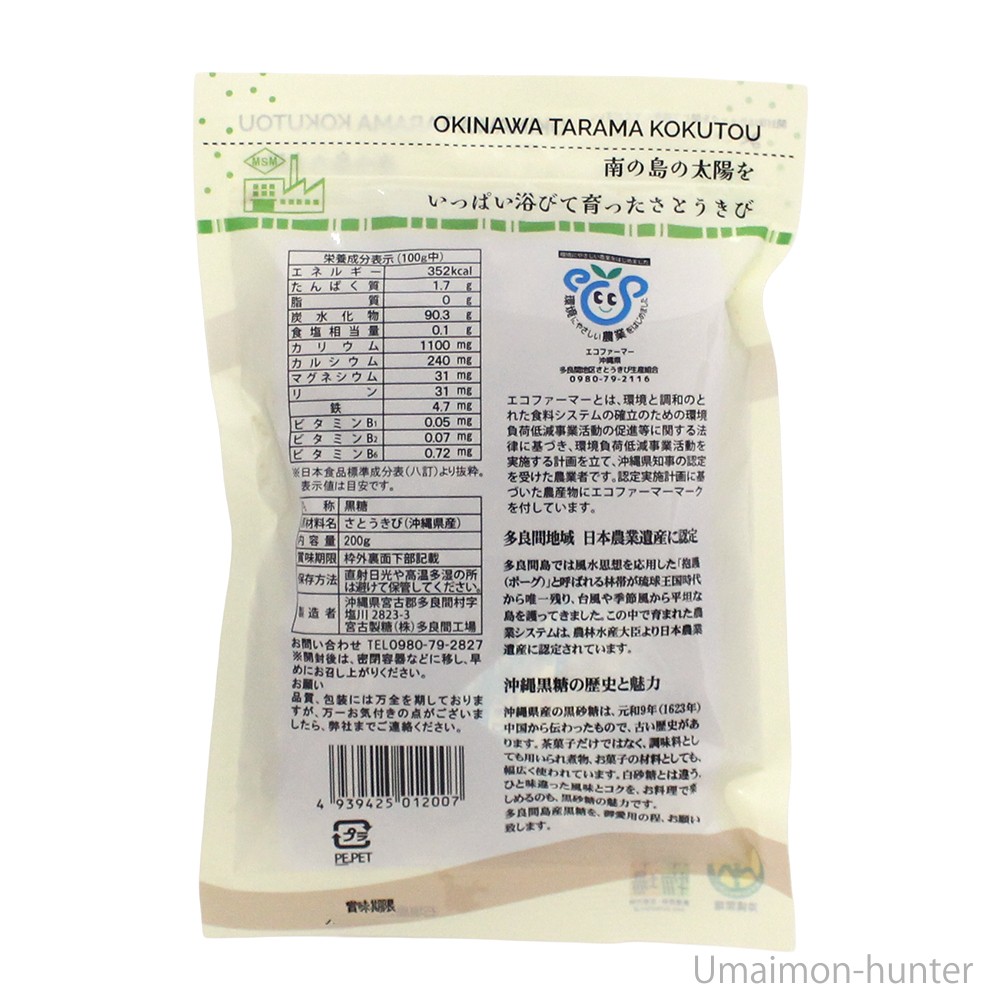 OKINAWA TARAMA KOKUTOU
MSM
南の島の太陽を
いっぱい浴びて育ったさとうきび
栄養成分表示(100g中)
エネルギー 352kcal
たんぱく質 1.7 g
脂質 0 g
炭水化物 90.3 g
食塩相当量 0.1 g
カリウム 1100 mg
カルシウム 240 mg
マグネシウム 31 mg
リン 31 mg
鉄 4.7 mg
ビタミンB1 0.05 mg
ビタミンB2 0.07 mg
ビタミンB6 0.72 mg
※日本食品標準成分表(八訂)より抜粋。
表示値は目安です。
称 黒糖
材料名 さとうきび(沖縄県産)
内容量 200g
賞味期限 枠外裏面下部記載
保存方法 直射日光や高温多湿の所
は避けて保管してください。
製造者 沖縄県宮古郡多良間村字
塩川 2823-3
宮古製糖(株)多良間工場
お問い合わせ TEL0980-79-2827
※開封後は、密閉容器などに移し、早
めにお召し上がりください。
お願い
品質、包装には万全を期しておりま
すが、万一お気付きの点がございま
したら、弊社までご連絡ください。
4 939425 012007
プラ
PE,PET
賞味期限
環境にやさしい農業をはじめました
エコファーマー
沖縄県
多良間地区さとうきび生産組合
0980-79-2116
エコファーマーとは、環境と調和のと
れた食料システムの確立のための環境
負荷低減事業活動の促進等に関する法
律に基づき、環境負荷低減事業活動を
実施する計画を立て、沖縄県知事の認定
を受けた農業者です。認定実施計画に基
づいた農産物にエコファーマーマーク
を付しています。
多良間地域 日本農業遺産に認定
多良間島では風水思想を応用した「抱護
(ポーグ)」と呼ばれる林帯が琉球王国時代
から唯一残り、台風や季節風から平坦な
島を護ってきました。この中で育まれた農
業システムは、農林水産大臣より日本農業
遺産に認定されています。
沖縄黒糖の歴史と魅力
沖縄県産の黒砂糖は、元和9年(1623年)
中国から伝わったもので、古い歴史があ
ります。茶菓子だけではなく、調味料とし
ても用いられ煮物、お菓子の材料としても、
幅広く使われています。白砂糖とは違う、
ひと味違った風味とコクを、お料理で楽
しめるのも、黒砂糖の魅力です。
多良間島産黒糖を、御愛用の程、お願い
致します。
Umaimon-hunter